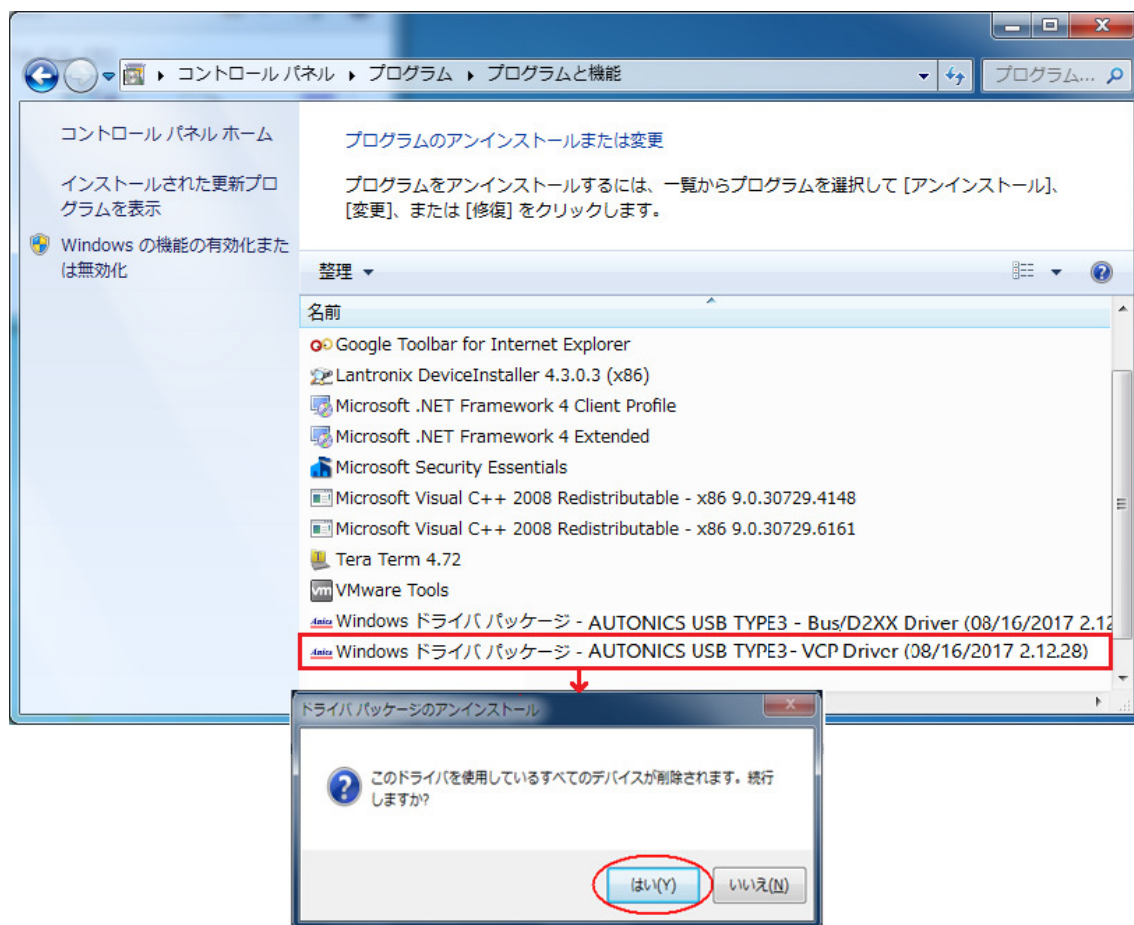 コントロール パネル ▸ プログラム ▸ プログラムと機能
プログラム...
コントロール パネル ホーム
インストールされた更新プロ
グラムを表示
Windows の機能の有効化また
は無効化
プログラムのアンインストールまたは変更
プログラムをアンインストールするには、一覧からプログラムを選択して [アンインストール]、
[変更]、または [修復] をクリックします。
整理
名前
Google Toolbar for Internet Explorer
Lantronix DeviceInstaller 4.3.0.3 (x86)
Microsoft .NET Framework 4 Client Profile
Microsoft .NET Framework 4 Extended
Microsoft Security Essentials
Microsoft Visual C++ 2008 Redistributable - x86 9.0.30729.4148
Microsoft Visual C++ 2008 Redistributable - x86 9.0.30729.6161
Tera Term 4.72
VMware Tools
Windows ドライバ パッケージ - AUTONICS USB TYPE3 - Bus/D2XX Driver (08/16/2017 2.12
Windows ドライバ パッケージ - AUTONICS USB TYPE3- VCP Driver (08/16/2017 2.12.28)
ドライバ パッケージのアンインストール
このドライバを使用しているすべてのデバイスが削除されます。続行
しますか?
はい(Y)
いいえ(N)